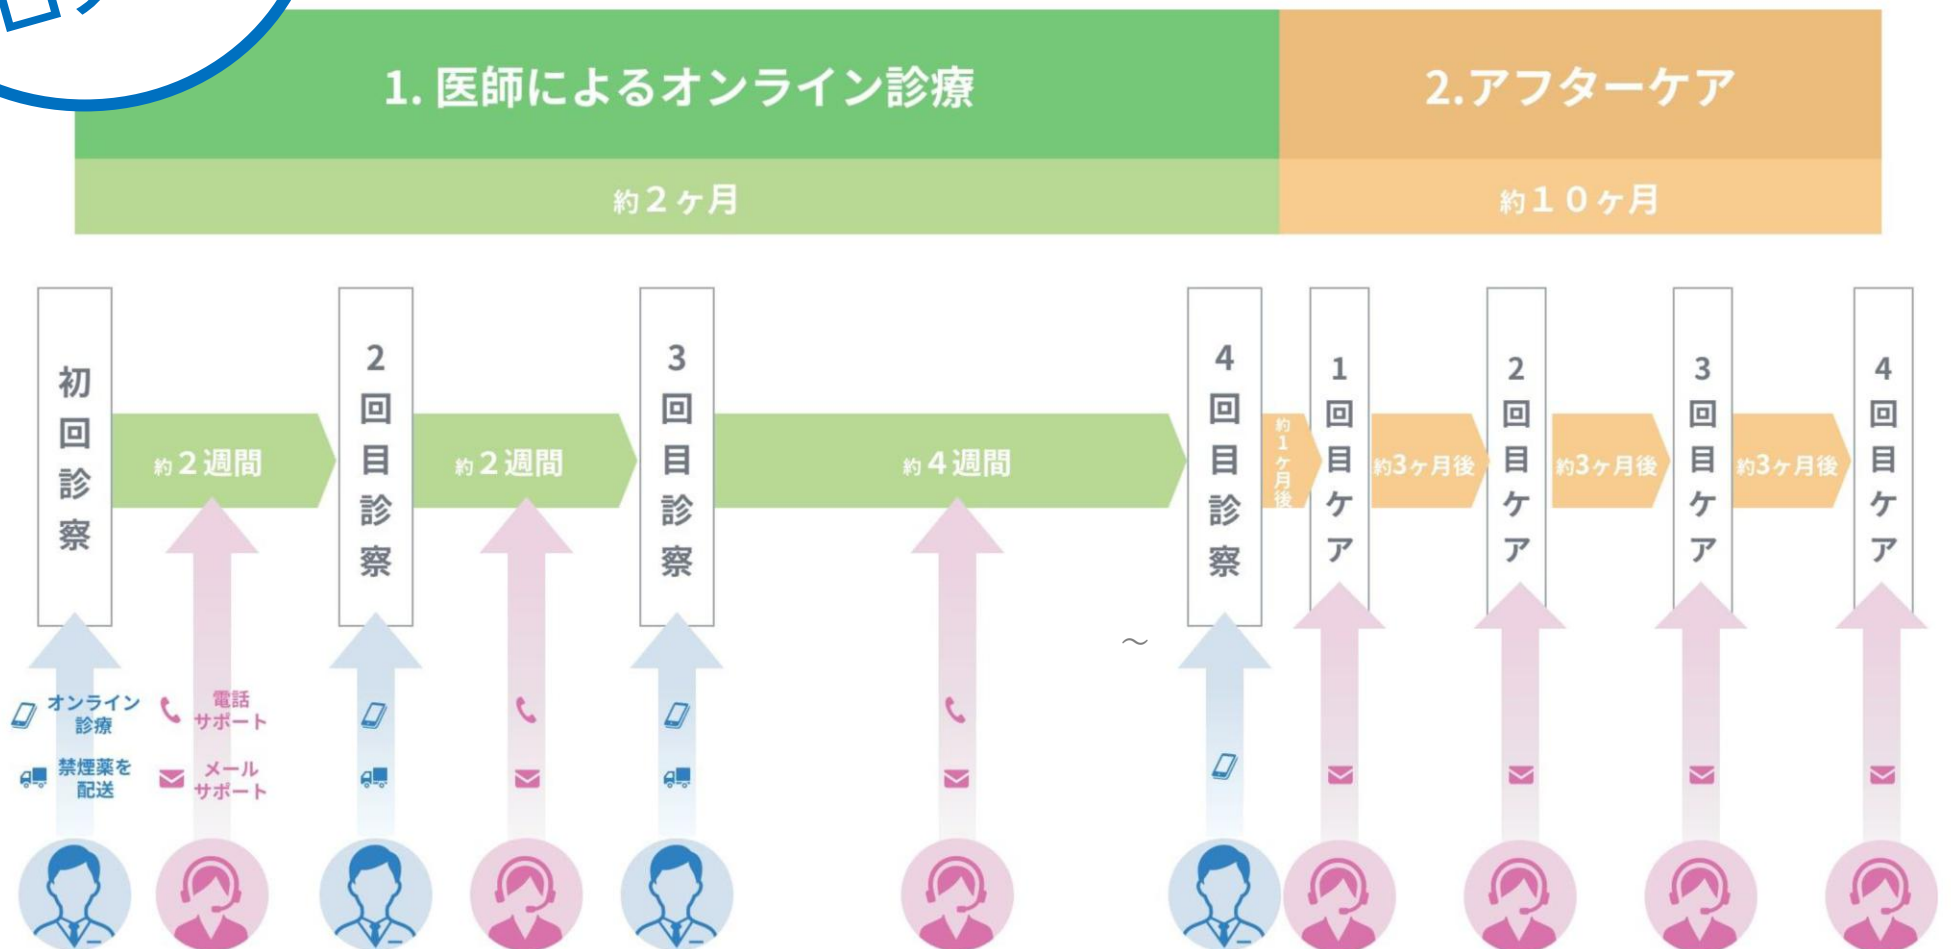 1. 医師によるオンライン診療
2.アフターケア
約２ヶ月
約１０ヶ月
初回診察
約２週間
2回目診察
約２週間
3回目診察
約４週間
4回目診察
約１ヶ月後
1回目ケア
約3ヶ月後
2回目ケア
約3ヶ月後
3回目ケア
約3ヶ月後
4回目ケア
～
オンライン
診療
電話
サポート
禁煙薬を
配送
メール
サポート